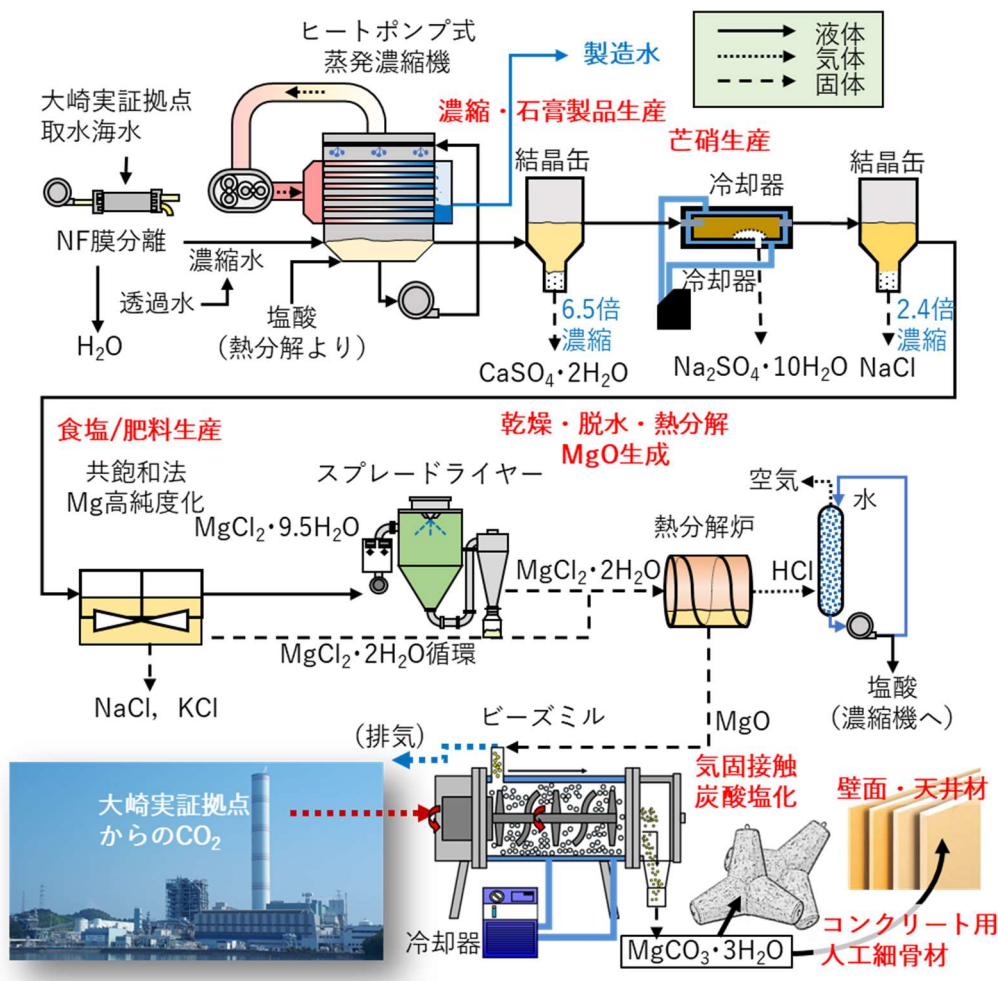 ヒートポンプ式
蒸発濃縮機
製造水
液体
気体
固体
大崎実証拠点
取水海水
濃縮・石膏製品生産
芒硝生産
結晶缶
冷却器
結晶缶
NF膜分離
濃縮水
透過水
H₂O
塩酸
(熱分解より)
6.5倍
濃縮
CaSO₄・2H₂O
冷却器
Na₂SO₄・10H₂O
2.4倍
濃縮
NaCl
食塩/肥料生産
乾燥・脱水・熱分解
MgO生成
共飽和法
Mg高純度化
スプレードライヤー
MgCl₂・9.5H₂O
MgCl₂・2H₂O
熱分解炉
空気
水
HCl
MgCl₂・2H₂O循環
NaCl, KCl
塩酸
(濃縮機へ)
ビーズミル
MgO
(排気)
気固接触
炭酸塩化
大崎実証拠点
からのCO₂
壁面・天井材
冷却器
MgCO₃・3H₂O
コンクリート用
人工細骨材